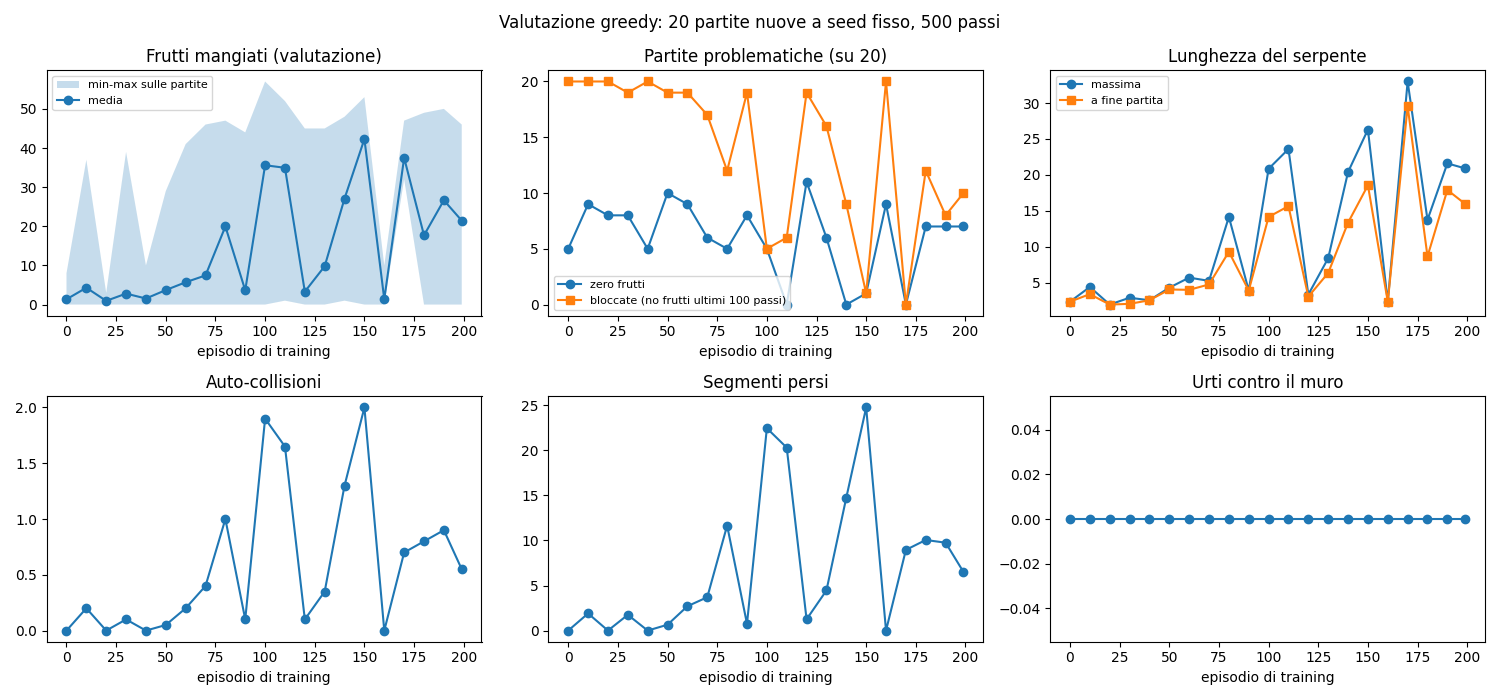 Valutazione greedy: 20 partite nuove a seed fisso, 500 passi
Frutti mangiati (valutazione)
min-max sulle partite
media
50
40
30
20
10
0
0 25 50 75 100 125 150 175 200
episodio di training
Partite problematiche (su 20)
20
15
10
5
0
zero frutti
bloccate (no frutti ultimi 100 passi)
0 25 50 75 100 125 150 175 200
episodio di training
Lunghezza del serpente
massima
a fine partita
30
25
20
15
10
5
0 25 50 75 100 125 150 175 200
episodio di training
Auto-collisioni
2.0
1.5
1.0
0.5
0.0
0 25 50 75 100 125 150 175 200
episodio di training
Segmenti persi
25
20
15
10
5
0
0 25 50 75 100 125 150 175 200
episodio di training
Urti contro il muro
0.04
0.02
0.00
−0.02
−0.04
0 25 50 75 100 125 150 175 200
episodio di training